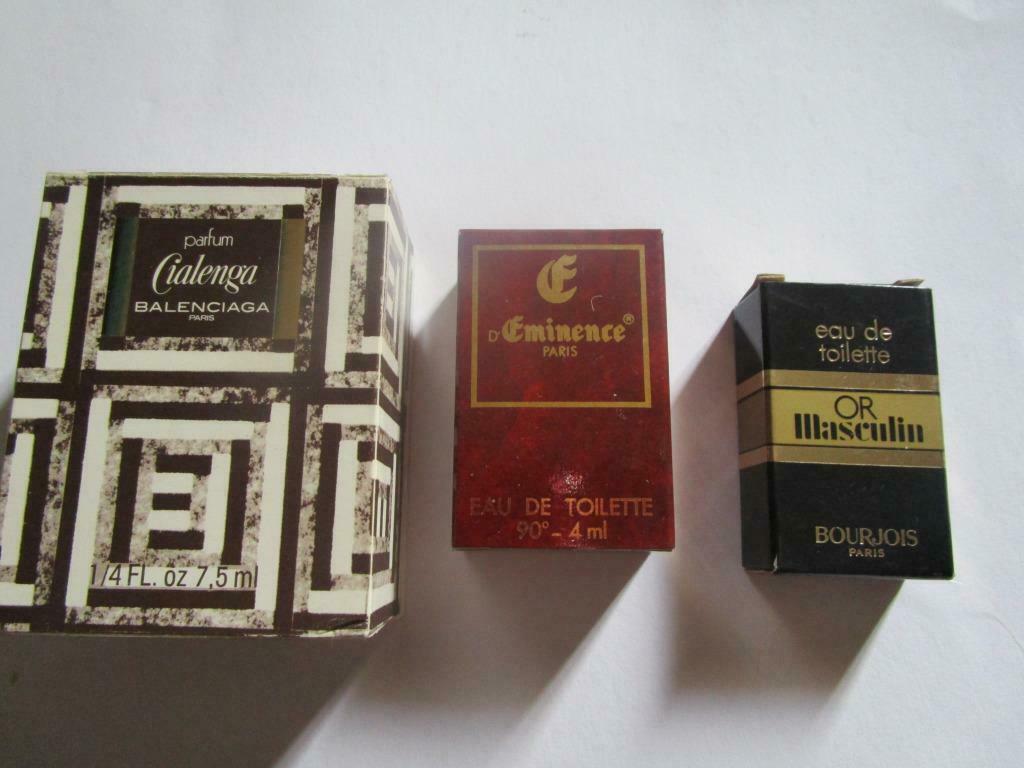 parfum
Cialenga
BALENCIAGA
PARIS
1/4 FL. oz 7,5 ml
E
D'Eminence®
PARIS
EAU DE TOILETTE
90° - 4 ml
eau de
toilette
OR
Masculin
BOURJOIS
PARIS